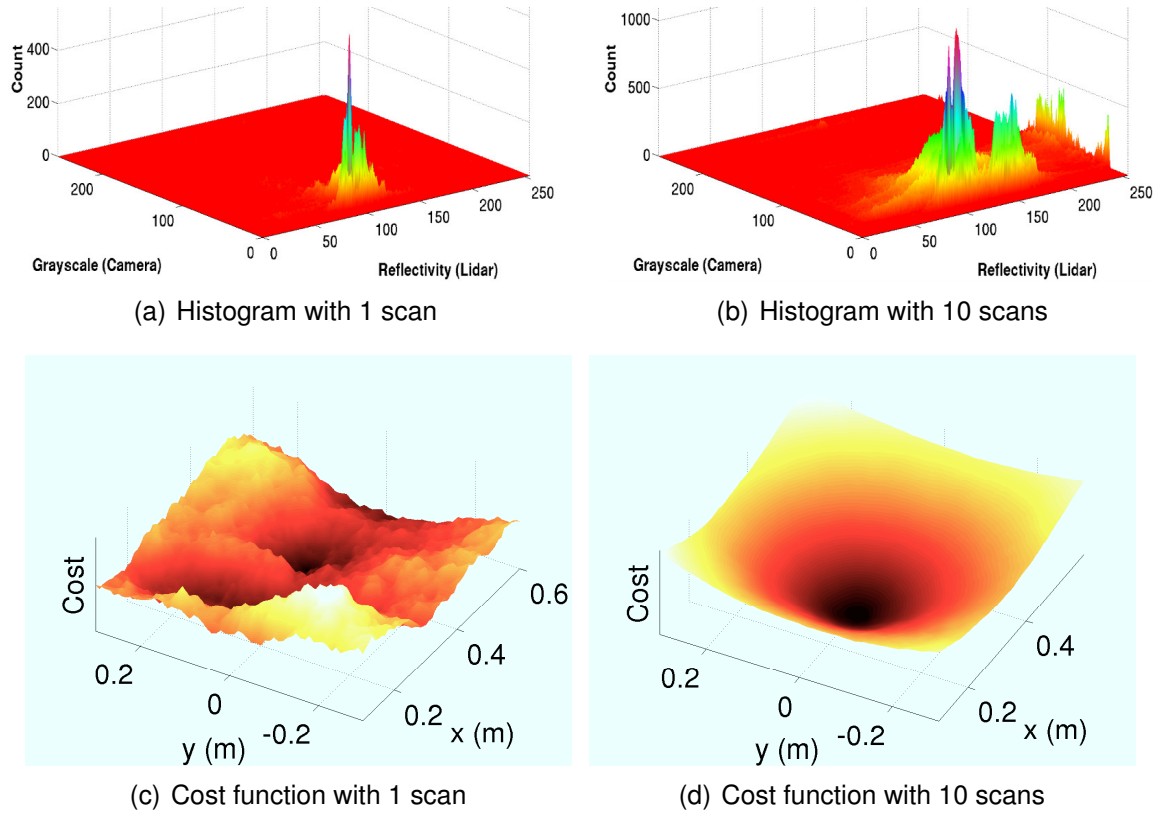 Count
400
200
0
200
100
0
0
50
100
150
200
250
Grayscale (Camera)
Reflectivity (Lidar)
(a) Histogram with 1 scan
Count
1000
500
0
200
100
0
0
50
100
150
200
250
Grayscale (Camera)
Reflectivity (Lidar)
(b) Histogram with 10 scans
Cost
0.2
0
-0.2
y (m)
0.2
0.4
0.6
x (m)
(c) Cost function with 1 scan
Cost
0.2
0
-0.2
y (m)
0.2
0.4
x (m)
(d) Cost function with 10 scans